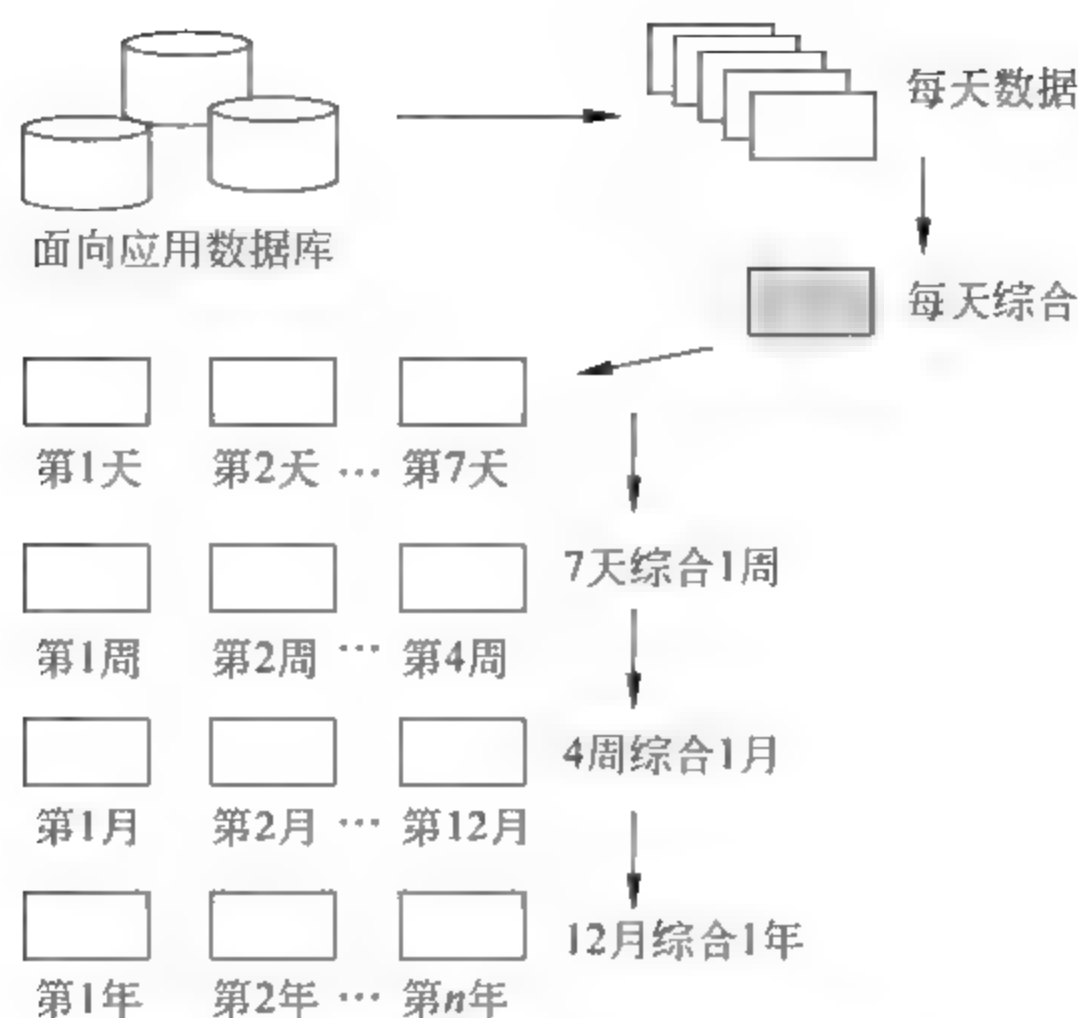 每天数据
面向应用数据库
每天综合
第1天 第2天 … 第7天
7天综合1周
第1周 第2周 … 第4周
4周综合1月
第1月 第2月 … 第12月
12月综合1年
第1年 第2年 … 第n年